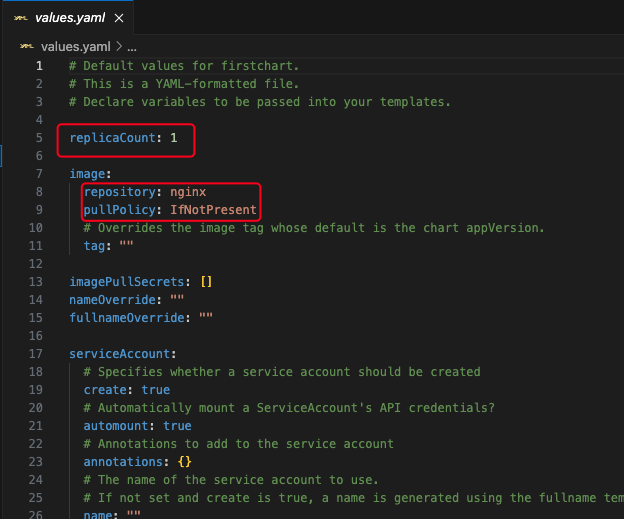 values.yaml ×
values.yaml > ...
1 # Default values for firstchart.
2 # This is a YAML-formatted file.
3 # Declare variables to be passed into your templates.
4
5 replicaCount: 1
6
7 image:
8 repository: nginx
9 pullPolicy: IfNotPresent
10 # Overrides the image tag whose default is the chart appVersion.
11 tag: ""
12
13 imagePullSecrets: []
14 nameOverride: ""
15 fullnameOverride: ""
16
17 serviceAccount:
18 # Specifies whether a service account should be created
19 create: true
20 # Automatically mount a ServiceAccount's API credentials?
21 automount: true
22 # Annotations to add to the service account
23 annotations: {}
24 # The name of the service account to use.
25 # If not set and create is true, a name is generated using the fullname tem
26 name: ""